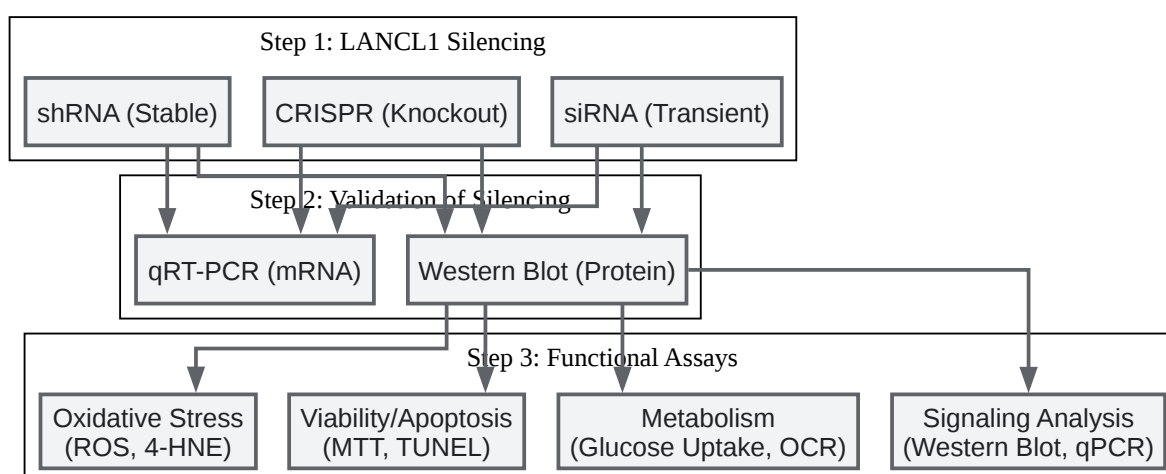 Step 1: LANCL1 Silencing
shRNA (Stable)
CRISPR (Knockout)
siRNA (Transient)
Step 2: Validation of Silencing
qRT-PCR (mRNA)
Western Blot (Protein)
Step 3: Functional Assays
Oxidative Stress
(ROS, 4-HNE)
Viability/Apoptosis
(MTT, TUNEL)
Metabolism
(Glucose Uptake, OCR)
Signaling Analysis
(Western Blot, qPCR)